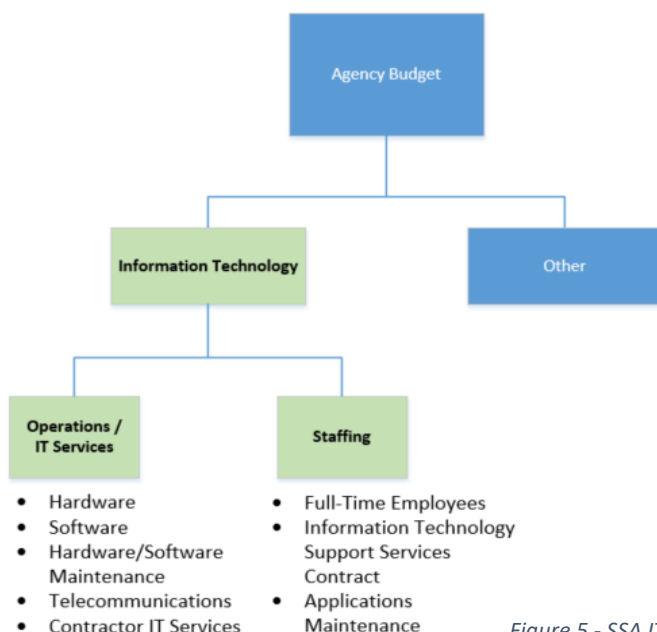 Agency Budget
Information Technology
Other
Operations /
IT Services
• Hardware
• Software
• Hardware/Software
Maintenance
• Telecommunications
• Contractor IT Services
Staffing
• Full-Time Employees
• Information Technology
Support Services
Contract
• Applications
Maintenance
Figure 5 - SSA IT